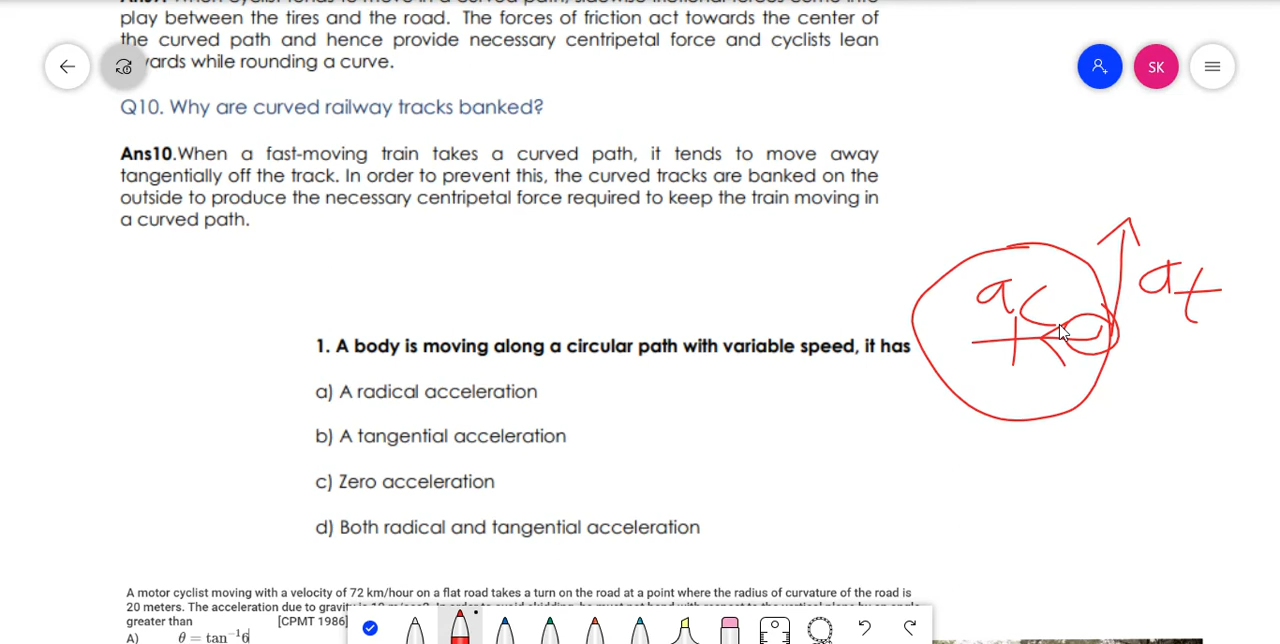 play between the tires and the road. The forces of friction act towards the center of
the curved path and hence provide necessary centripetal force and cyclists lean
wards while rounding a curve.
SK
Q10. Why are curved railway tracks banked?
Ans10.When a fast-moving train takes a curved path, it tends to move away
tangentially off the track. In order to prevent this, the curved tracks are banked on the
outside to produce the necessary centripetal force required to keep the train moving in
a curved path.
ac
at
1. A body is moving along a circular path with variable speed, it has
a) A radical acceleration
b) A tangential acceleration
c) Zero acceleration
d) Both radical and tangential acceleration
A motor cyclist moving with a velocity of 72 km/hour on a flat road takes a turn on the road at a point where the radius of curvature of the road is
20 meters. The acceleration due to gravit
greater than [CPMT 1986]
A) θ = tan⁻¹6